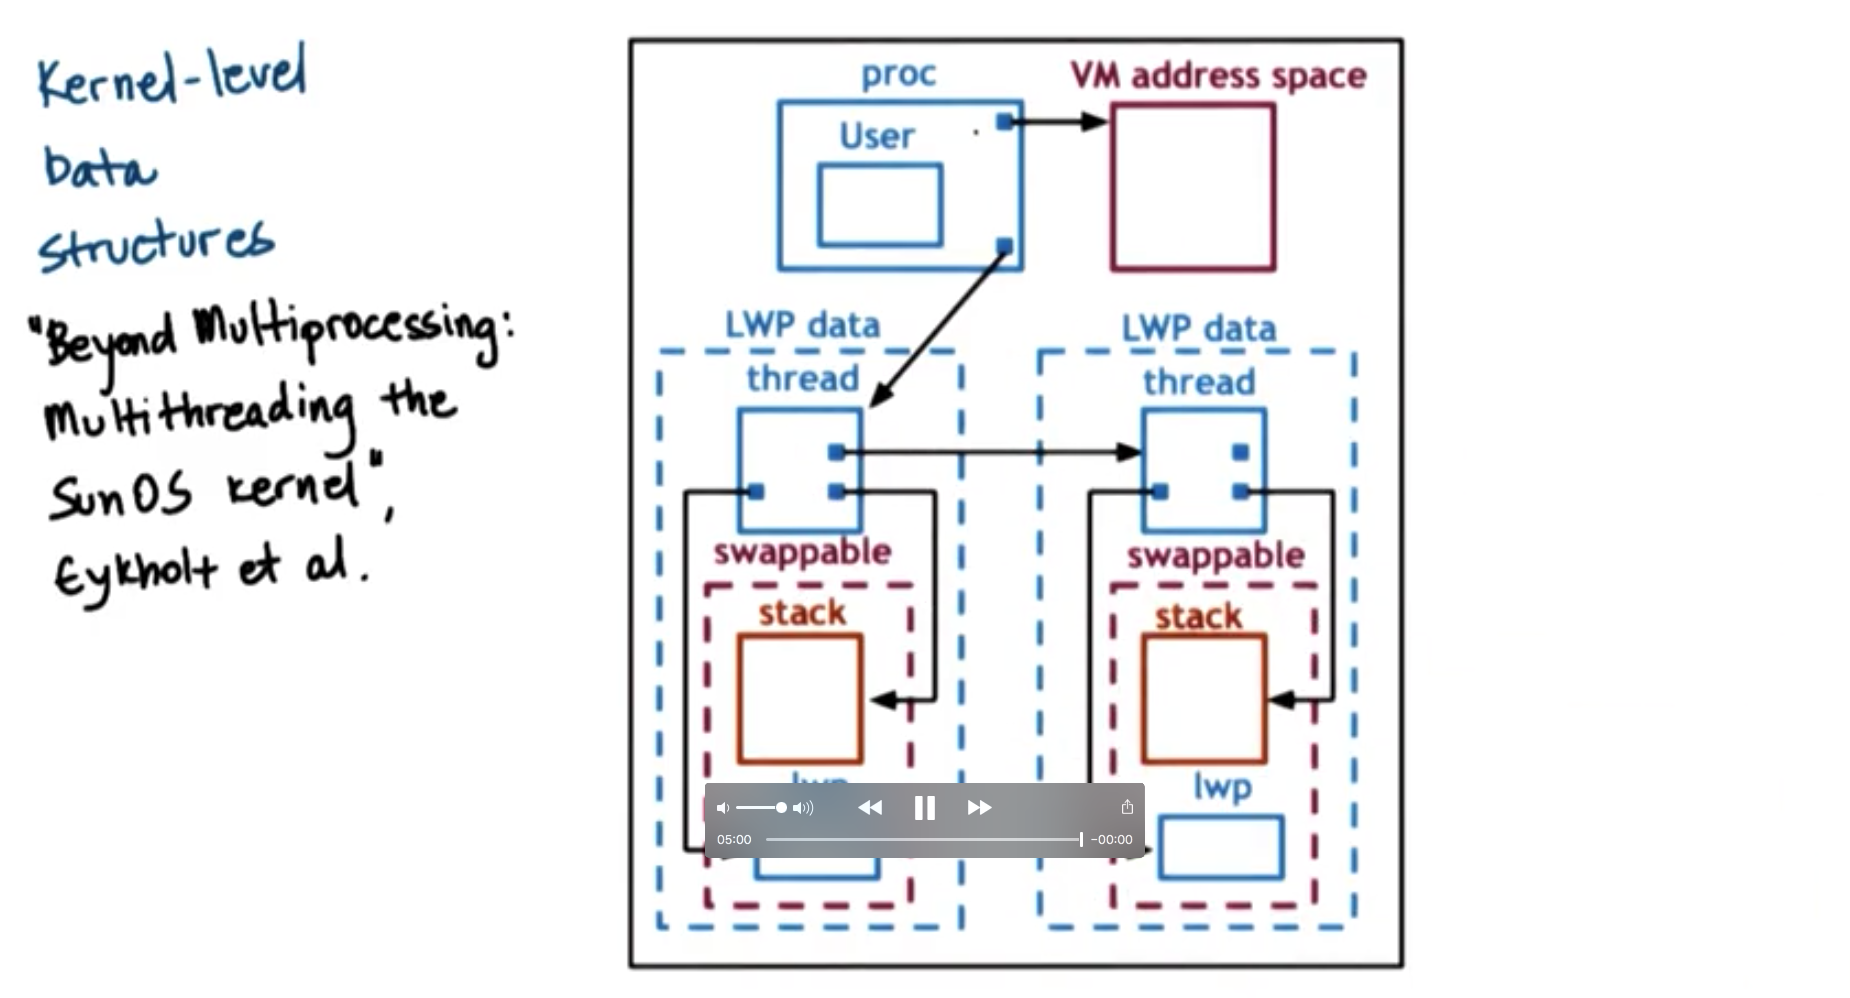 Kernel-level
Data
Structures
"Beyond Multiprocessing:
Multithreading the
SunOS kernel",
Eykholt et al.
proc
VM address space
User
LWP data
LWP data
thread
thread
swappable
swappable
stack
stack
lwp
lwp
05:00
-00:00